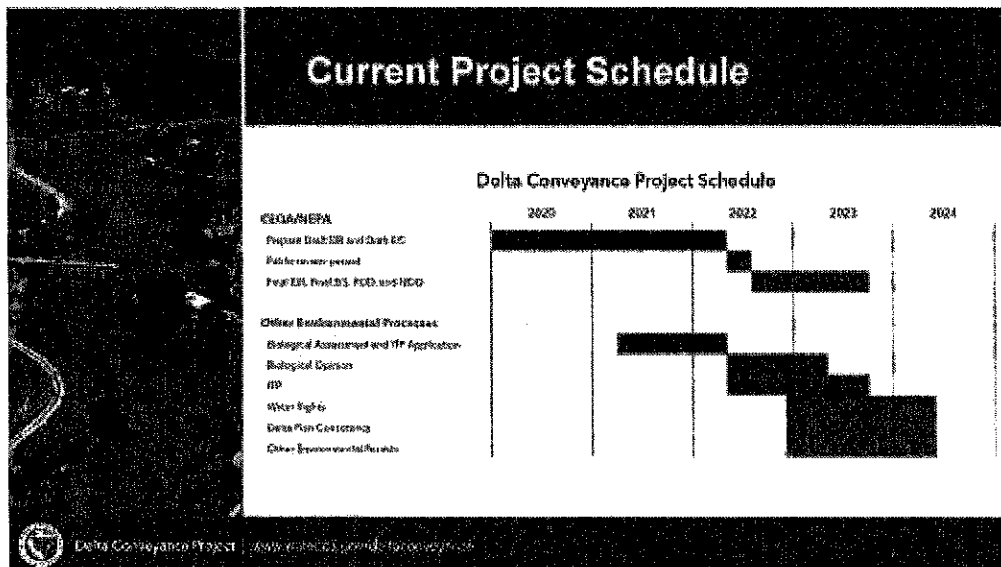 Current Project Schedule
Delta Conveyance Project Schedule
2020 2021 2022 2023 2024
CEQA/NEPA
Prepare Draft EIR and Draft EIS
Public review period
Final EIR, Final EIS, ROD, and NOD
Other Environmental Processes
Biological Assessment and ITP Application
Biological Opinion
ITP
Water Rights
Delta Plan Consistency
Other Environmental Permits
Delta Conveyance Project